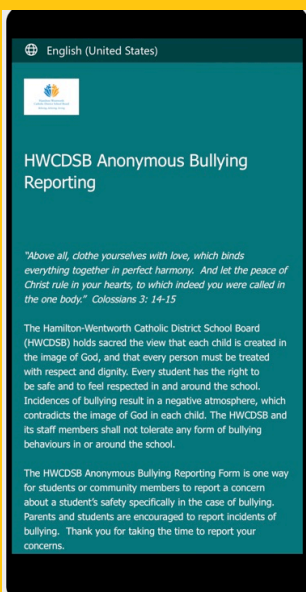 English (United States)
HWCDSB Anonymous Bullying
Reporting
"Above all, clothe yourselves with love, which binds
everything together in perfect harmony.  And let the peace of
Christ rule in your hearts, to which indeed you were called in
the one body."  Colossians 3: 14-15
The Hamilton-Wentworth Catholic District School Board
(HWCDSB) holds sacred the view that each child is created in
the image of God, and that every person must be treated
with respect and dignity. Every student has the right to
be safe and to feel respected in and around the school.
Incidences of bullying result in a negative atmosphere, which
contradicts the image of God in each child. The HWCDSB and
its staff members shall not tolerate any form of bullying
behaviours in or around the school.
The HWCDSB Anonymous Bullying Reporting Form is one way
for students or community members to report a concern
about a student's safety specifically in the case of bullying.
Parents and students are encouraged to report incidents of
bullying.  Thank you for taking the time to report your
concerns.